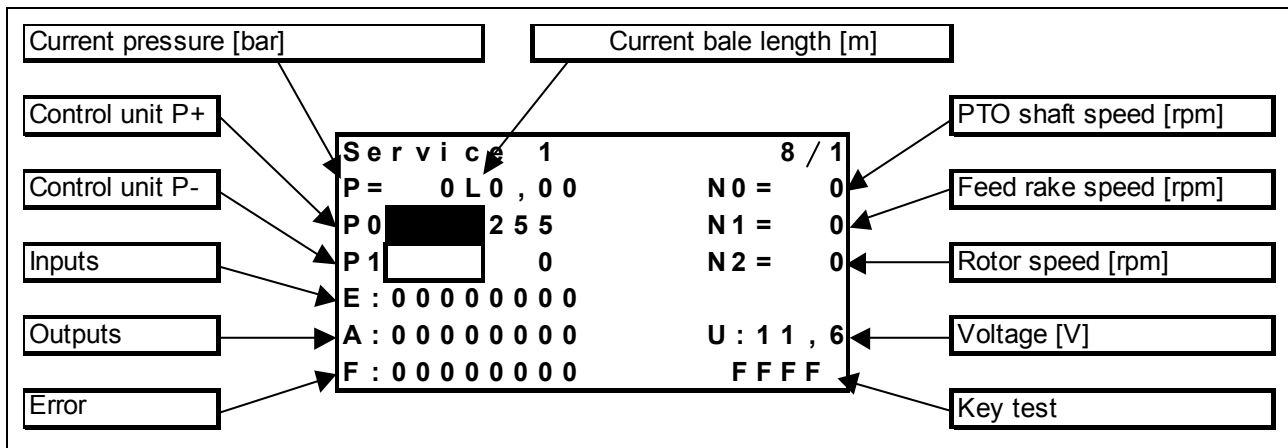 Current pressure [bar]
Current bale length [m]
Control unit P+
Control unit P-
Inputs
Outputs
Error
Service 1 8/1
P= 0L0,00 N0= 0
P0 255 N1= 0
P1 0 N2= 0
E:00000000
A:00000000 U:11,6
F:00000000 FFFF
PTO shaft speed [rpm]
Feed rake speed [rpm]
Rotor speed [rpm]
Voltage [V]
Key test